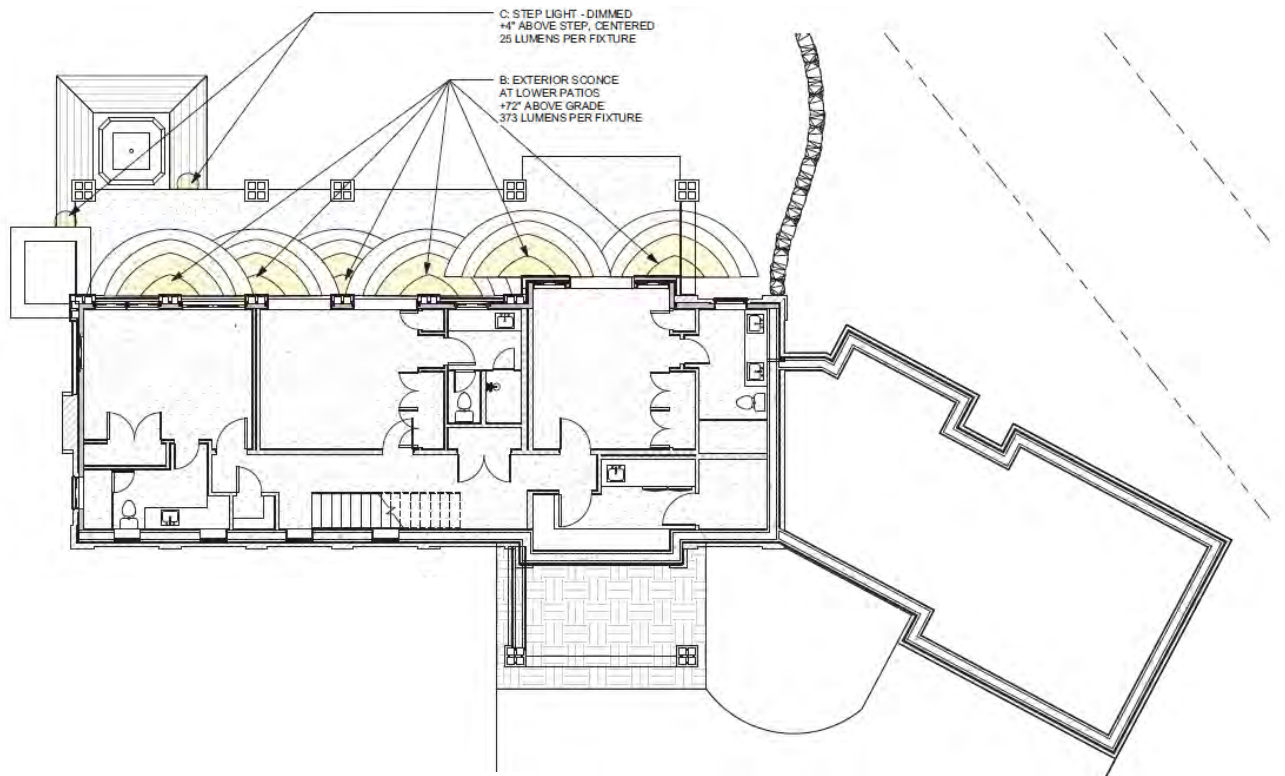 C: STEP LIGHT - DIMMED
+4" ABOVE STEP, CENTERED
25 LUMENS PER FIXTURE
B: EXTERIOR SCONCE
AT LOWER PATIOS
+72" ABOVE GRADE
373 LUMENS PER FIXTURE